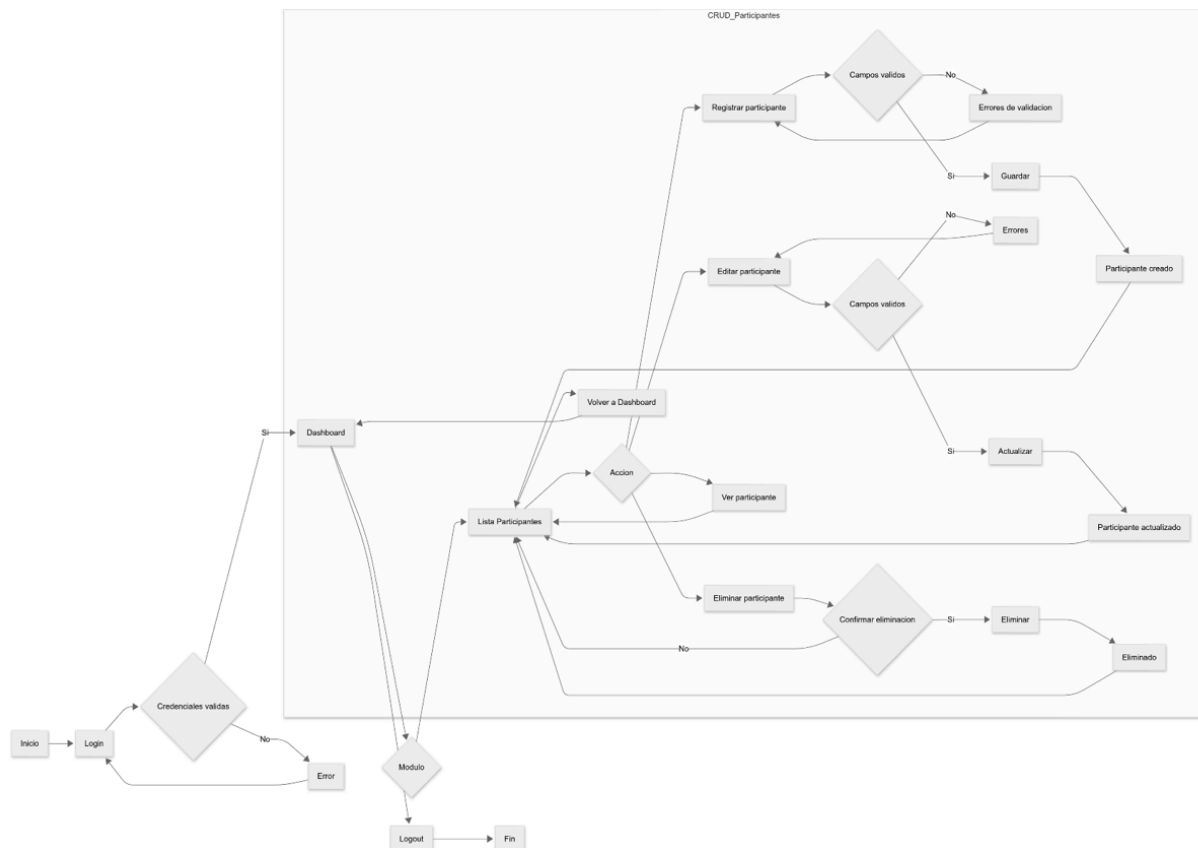 CRUD_Participantes
Campos validos
No
Registrar participante
Errores de validacion
Si
Guardar
No
Errores
Editar participante
Campos validos
Participante creado
Volver a Dashboard
Si
Dashboard
Si
Actualizar
Accion
Ver participante
Lista Participantes
Participante actualizado
Eliminar participante
Confirmar eliminacion
Si
Eliminar
No
Eliminado
Credenciales validas
Inicio
Login
No
Error
Modulo
Logout
Fin